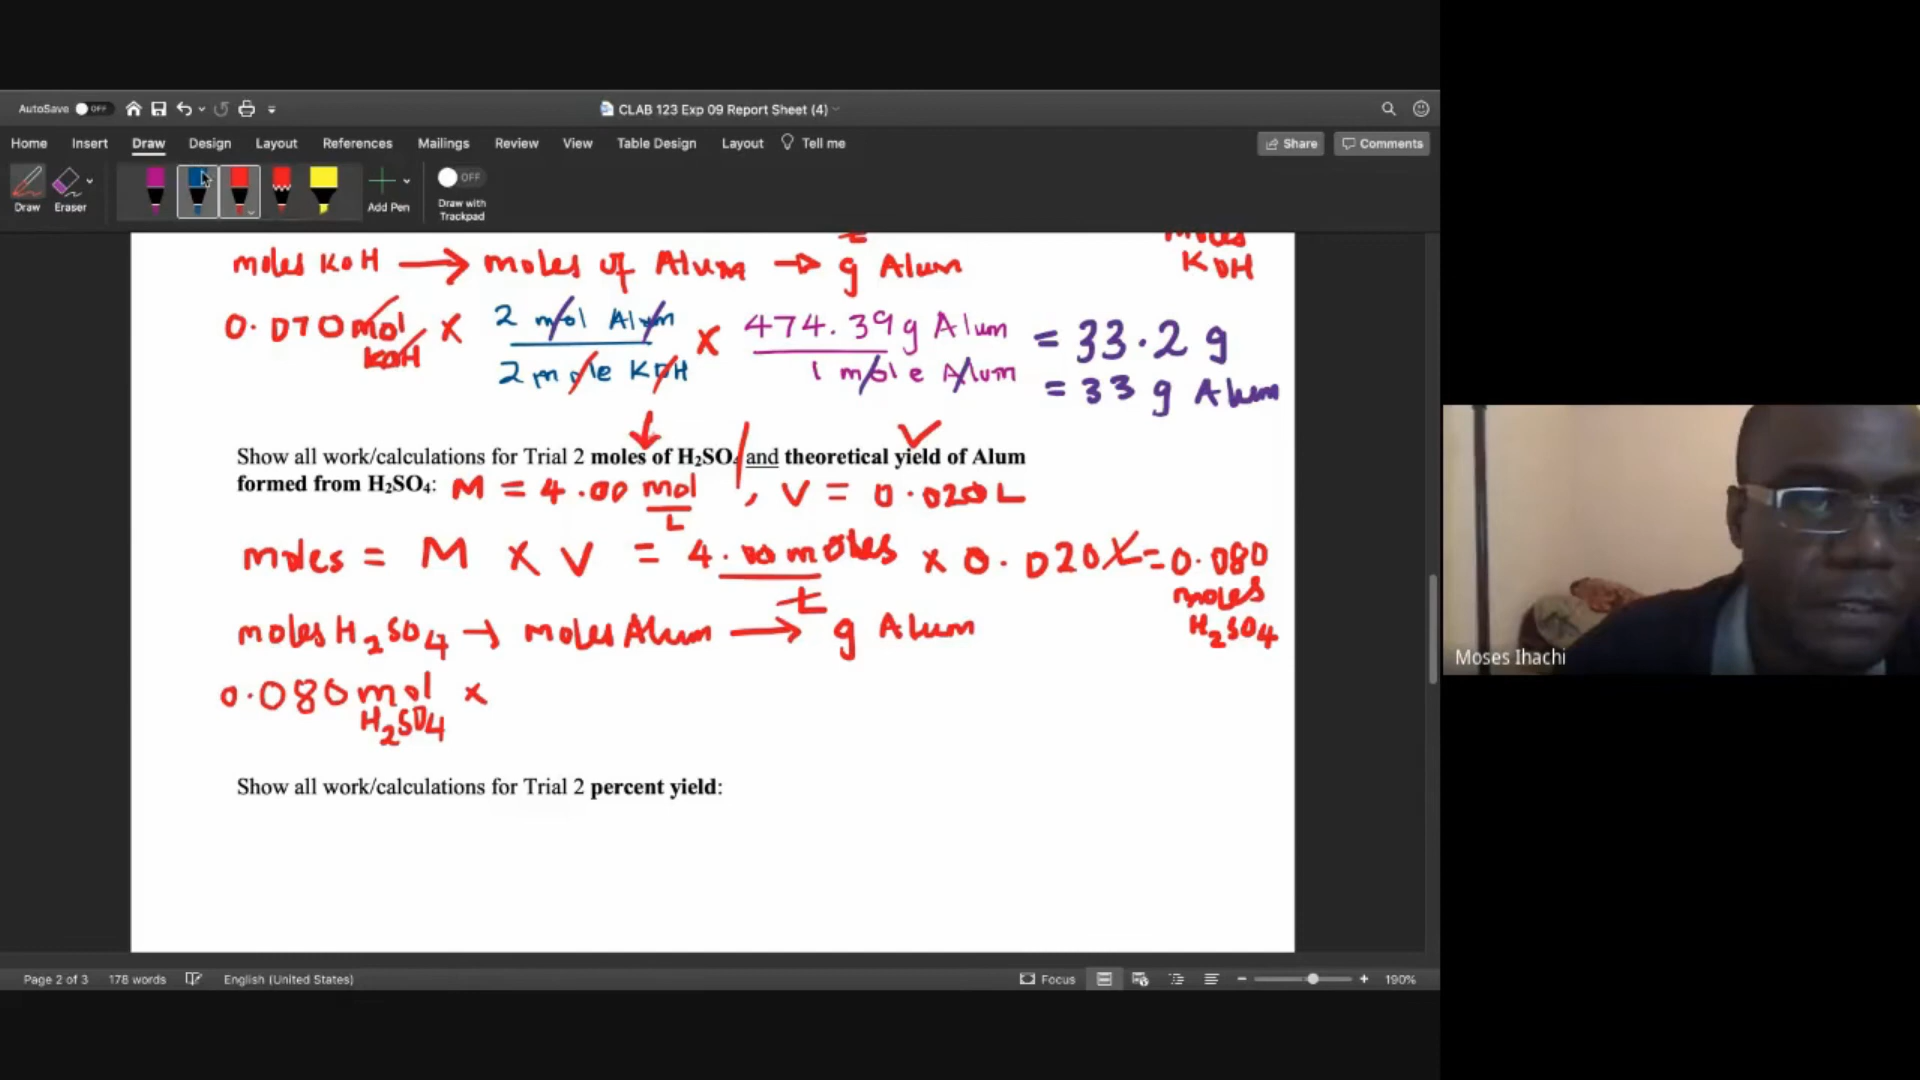 AutoSave OFF
CLAB 123 Exp 09 Report Sheet (4)
Home Insert Draw Design Layout References Mailings Review View Table Design Layout Tell me
Share Comments
Draw Eraser Add Pen OFF Draw with Trackpad
moles KOH → moles of Alum → g Alum
moles KOH
0.070 mol KOH × 2 mol Alum / 2 mole KOH × 474.39 g Alum / 1 mole Alum = 33.2 g
= 33 g Alum
Show all work/calculations for Trial 2 moles of H₂SO₄ and theoretical yield of Alum
formed from H₂SO₄: M = 4.00 mol/L , V = 0.020 L
moles = M × V = 4.00 moles/L × 0.020 L = 0.080 moles H₂SO₄
moles H₂SO₄ → moles Alum → g Alum
0.080 mol H₂SO₄ ×
Show all work/calculations for Trial 2 percent yield:
Moses Ihachi
Page 2 of 3 178 words English (United States) Focus 190%